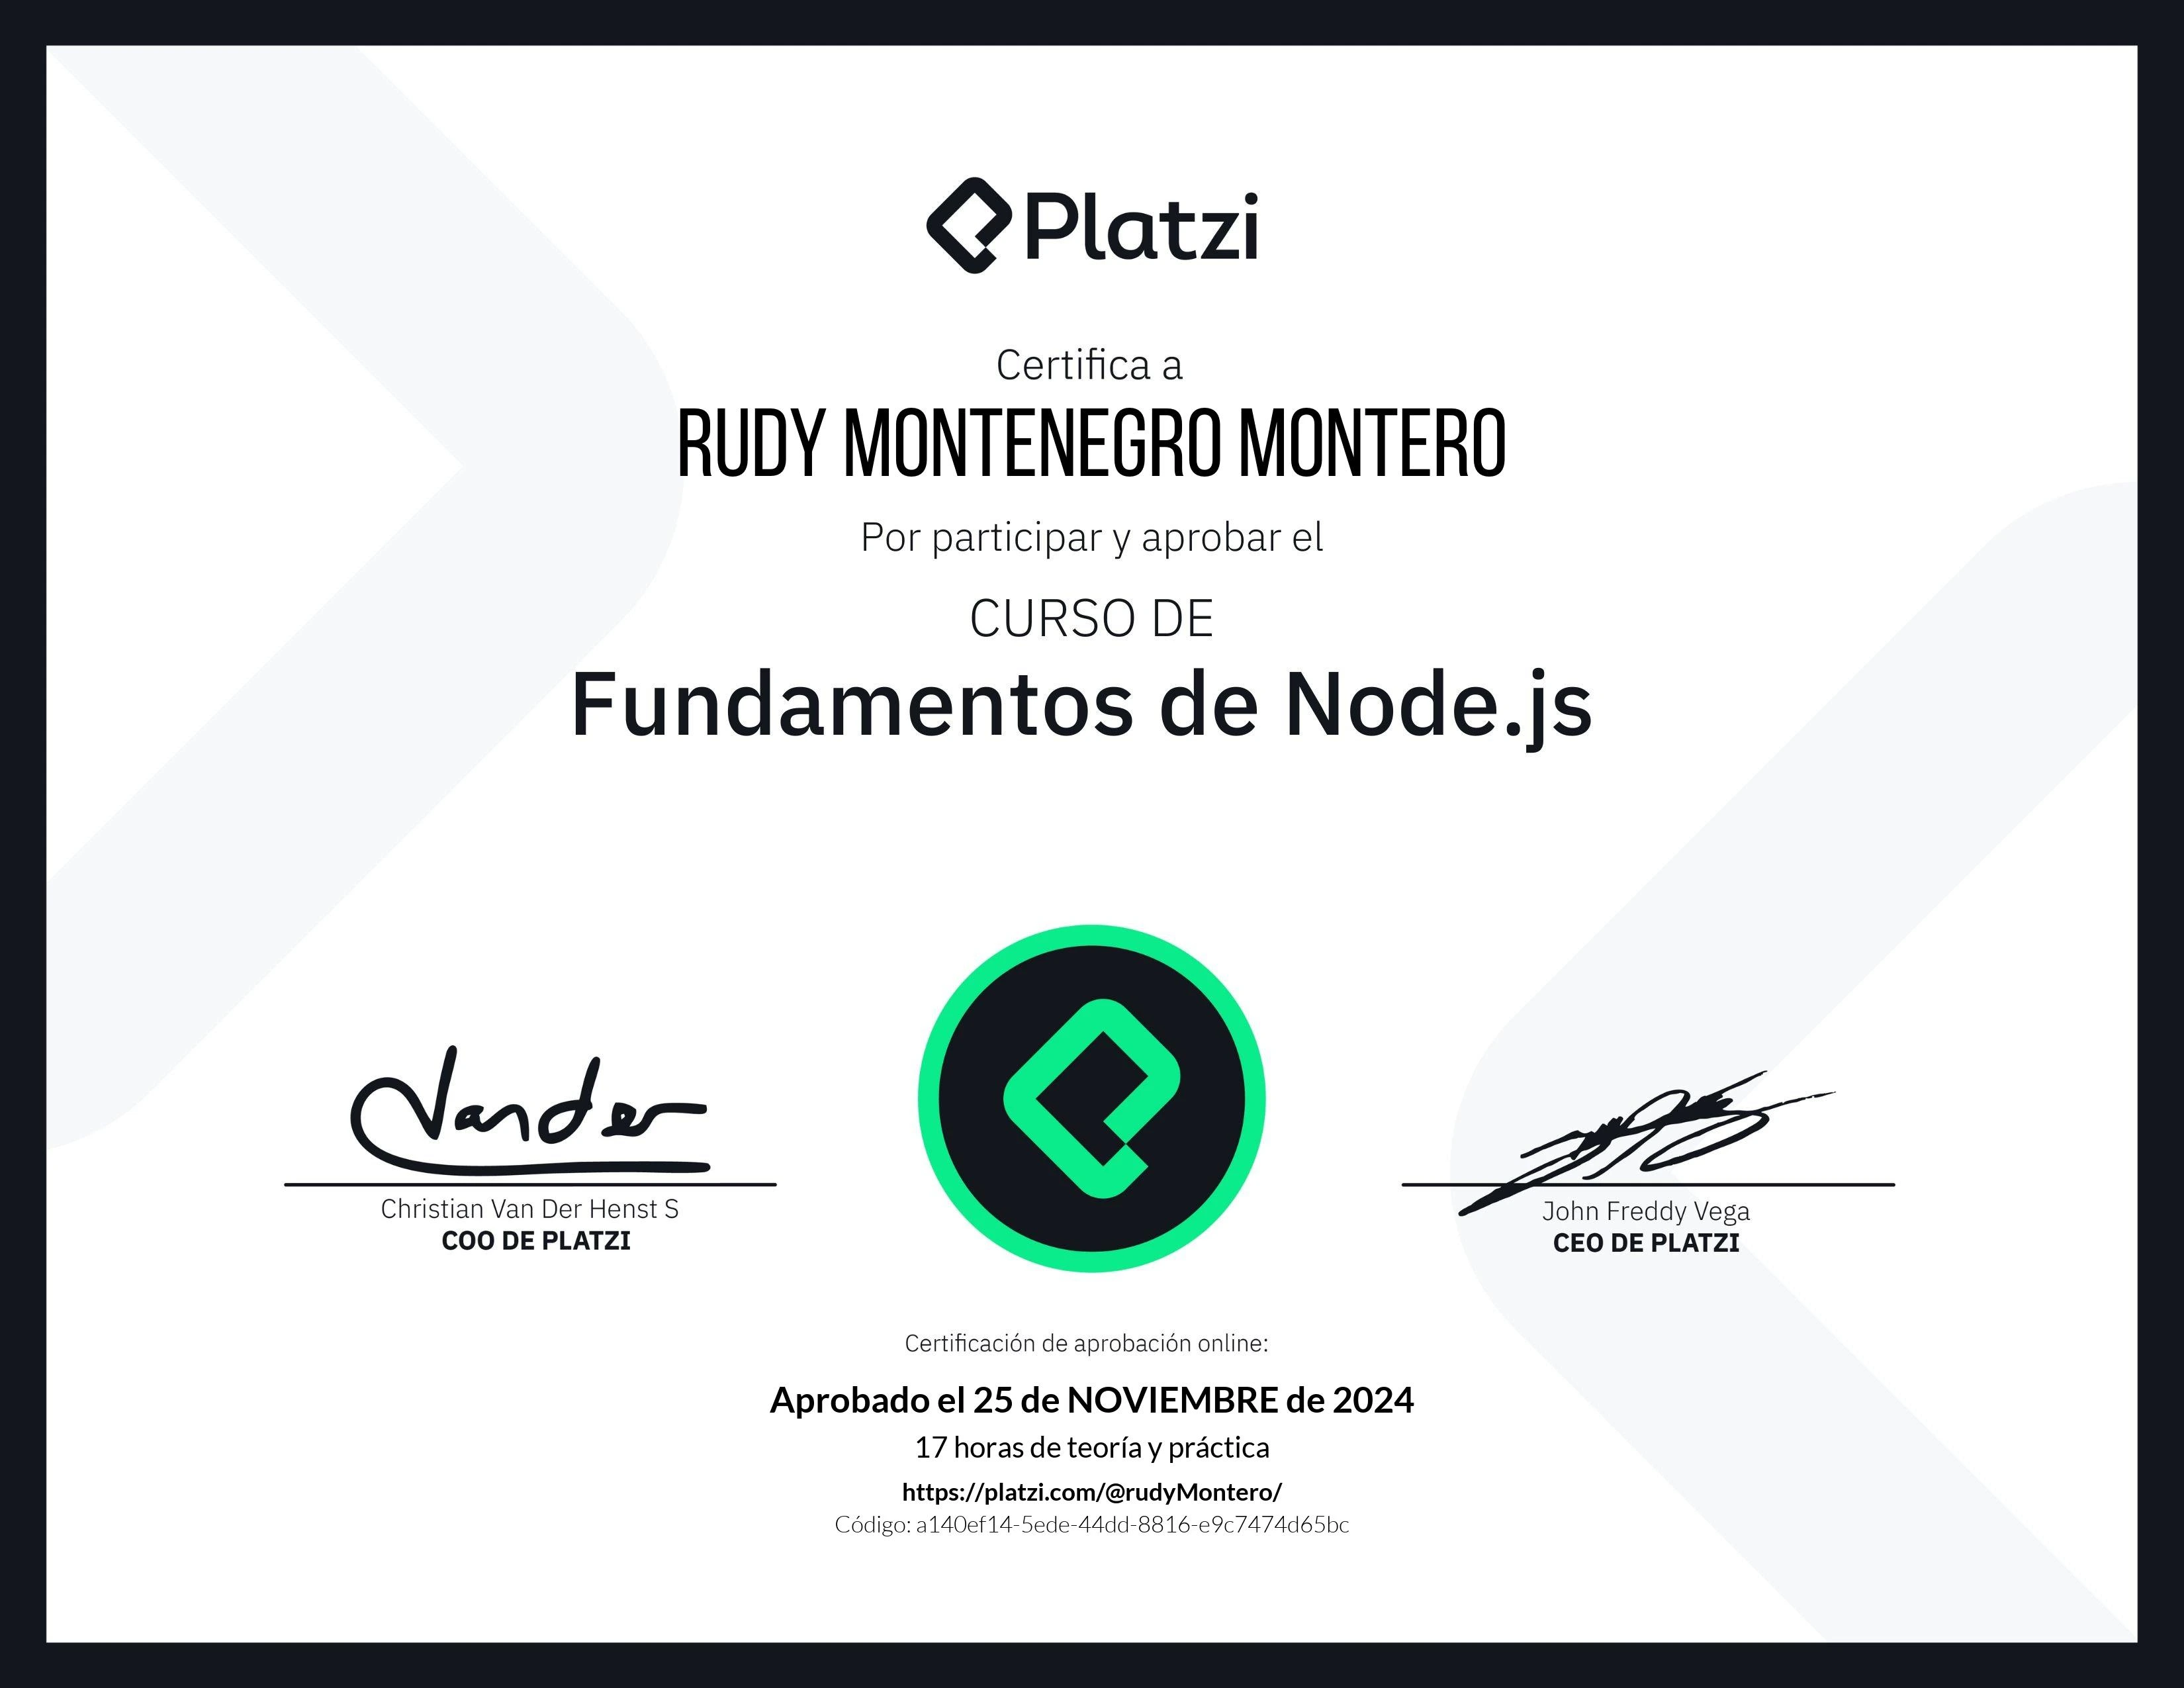 Platzi
Certifica a
RUDY MONTENEGRO MONTERO
Por participar y aprobar el
CURSO DE
Fundamentos de Node.js
Vander
Christian Van Der Henst S
COO DE PLATZI
John Freddy Vega
CEO DE PLATZI
Certificación de aprobación online:
Aprobado el 25 de NOVIEMBRE de 2024
17 horas de teoría y práctica
https://platzi.com/@rudyMontero/
Código: a140ef14-5ede-44dd-8816-e9c7474d65bc